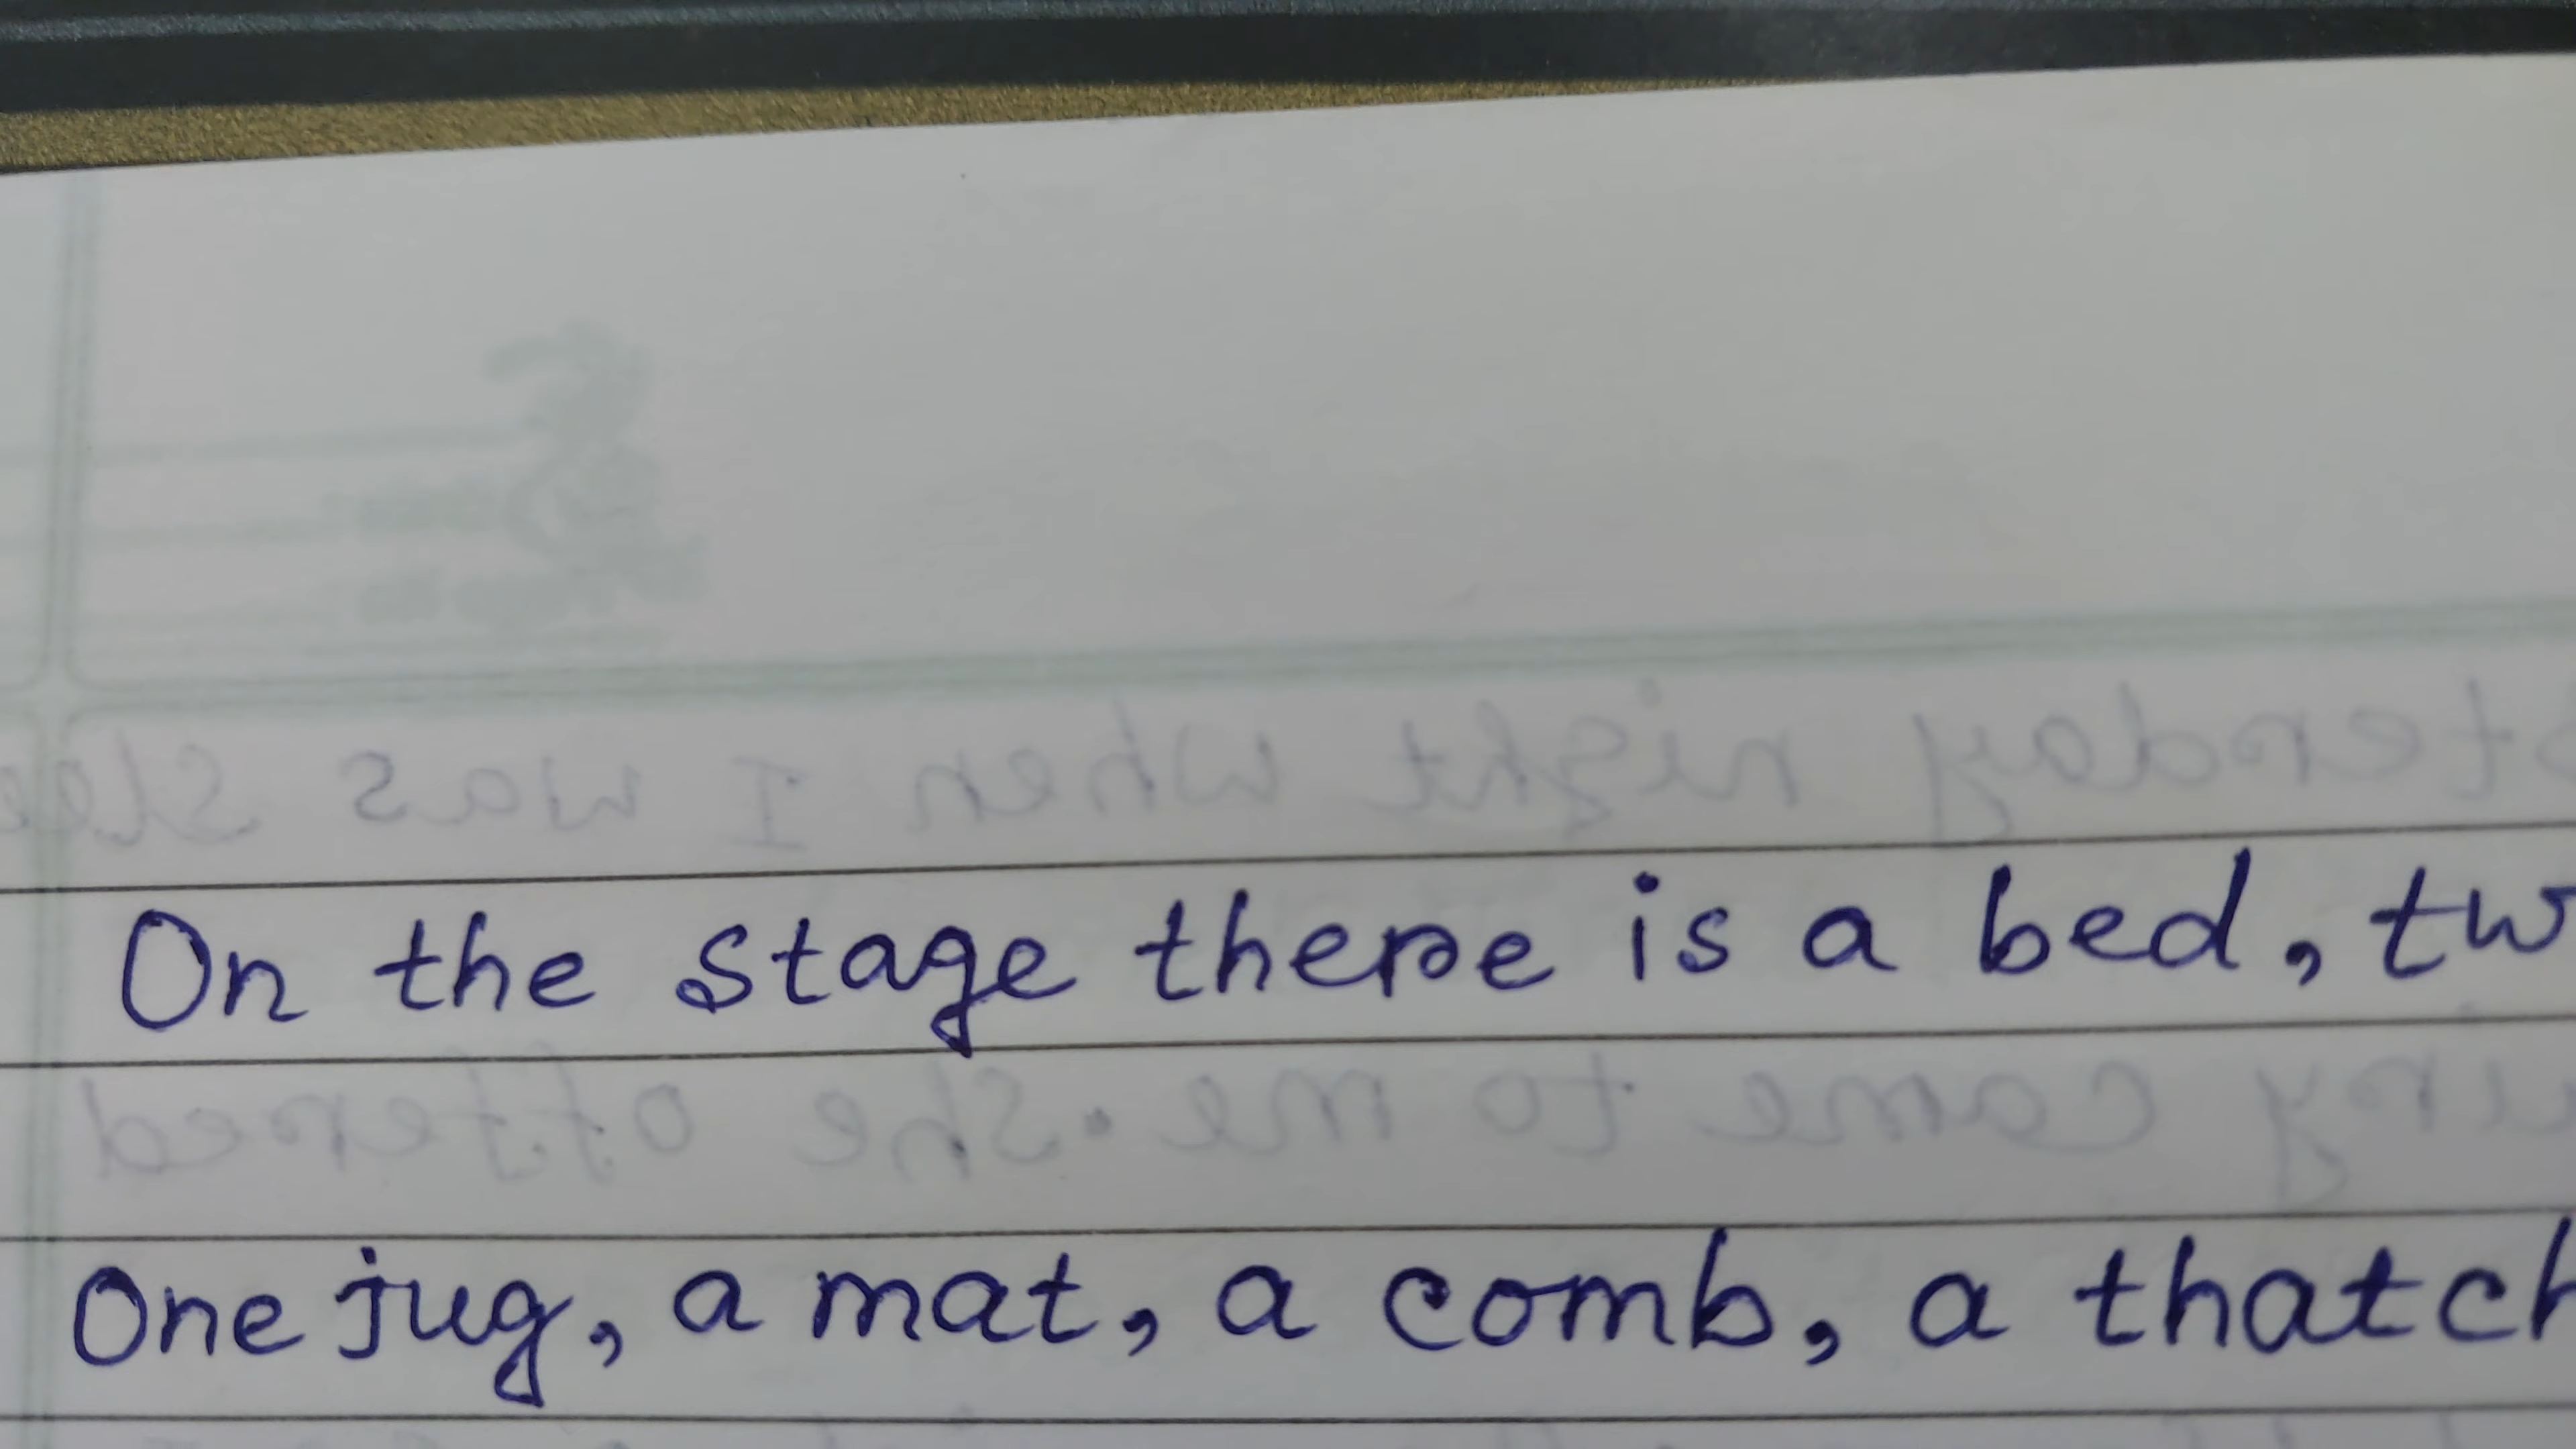 On the stage there is a bed, tw
One jug, a mat, a comb, a thatch